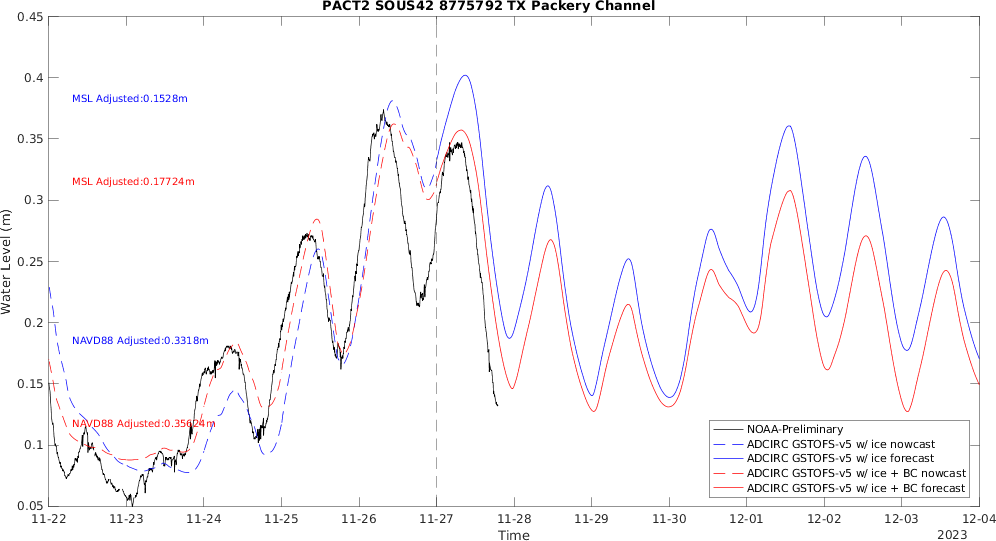 PACT2 SOUS42 8775792 TX Packery Channel
0.45
0.4
0.35
0.3
0.25
0.2
0.15
0.1
0.05
Water Level (m)
MSL Adjusted:0.1528m
MSL Adjusted:0.17724m
NAVD88 Adjusted:0.3318m
NAVD88 Adjusted:0.35624m
NOAA-Preliminary
ADCIRC GSTOFS-v5 w/ ice nowcast
ADCIRC GSTOFS-v5 w/ ice forecast
ADCIRC GSTOFS-v5 w/ ice + BC nowcast
ADCIRC GSTOFS-v5 w/ ice + BC forecast
11-22 11-23 11-24 11-25 11-26 11-27 11-28 11-29 11-30 12-01 12-02 12-03 12-04
Time
2023